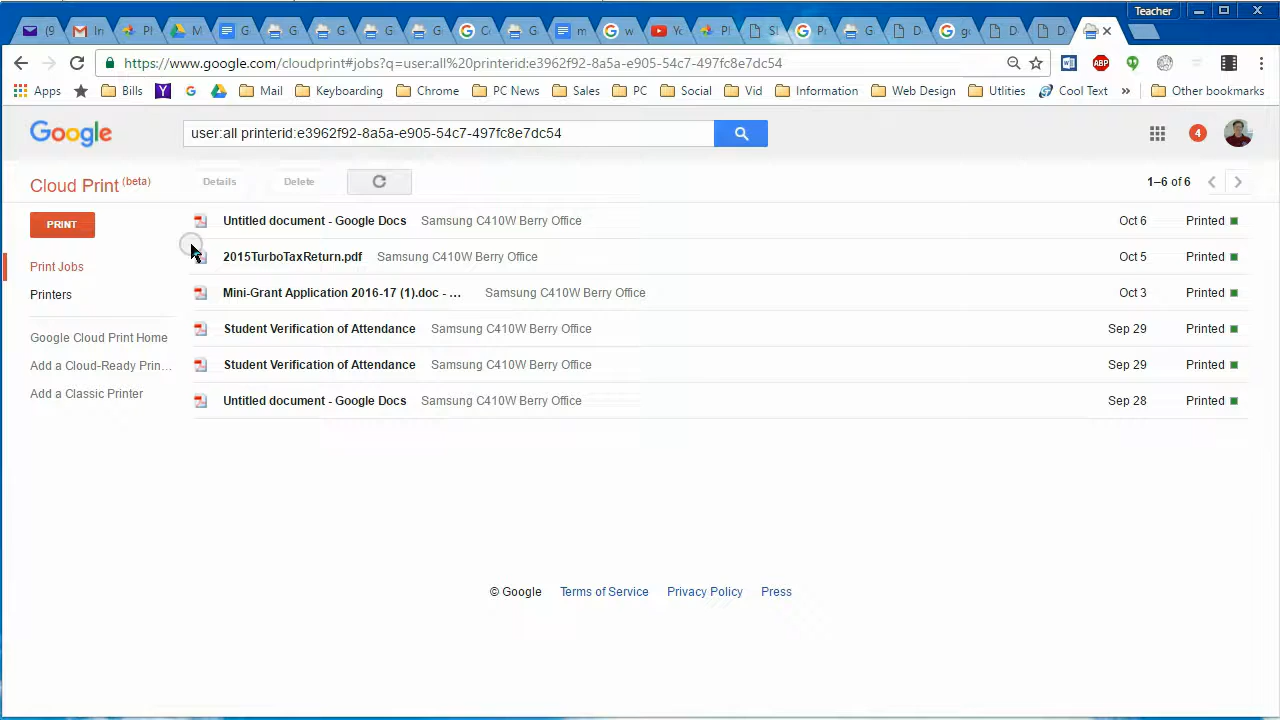 Teacher
https://www.google.com/cloudprint#jobs?q=user:all%20printerid:e3962f92-8a5a-e905-54c7-497fc8e7dc54
Apps Bills Mail Keyboarding Chrome PC News Sales PC Social Vid Information Web Design Utlities Cool Text » Other bookmarks
Google user:all printerid:e3962f92-8a5a-e905-54c7-497fc8e7dc54 4
Cloud Print (beta) Details Delete 1–6 of 6
PRINT
Print Jobs
Printers
Google Cloud Print Home
Add a Cloud-Ready Prin...
Add a Classic Printer
Untitled document - Google Docs Samsung C410W Berry Office Oct 6 Printed
2015TurboTaxReturn.pdf Samsung C410W Berry Office Oct 5 Printed
Mini-Grant Application 2016-17 (1).doc - ... Samsung C410W Berry Office Oct 3 Printed
Student Verification of Attendance Samsung C410W Berry Office Sep 29 Printed
Student Verification of Attendance Samsung C410W Berry Office Sep 29 Printed
Untitled document - Google Docs Samsung C410W Berry Office Sep 28 Printed
© Google Terms of Service Privacy Policy Press